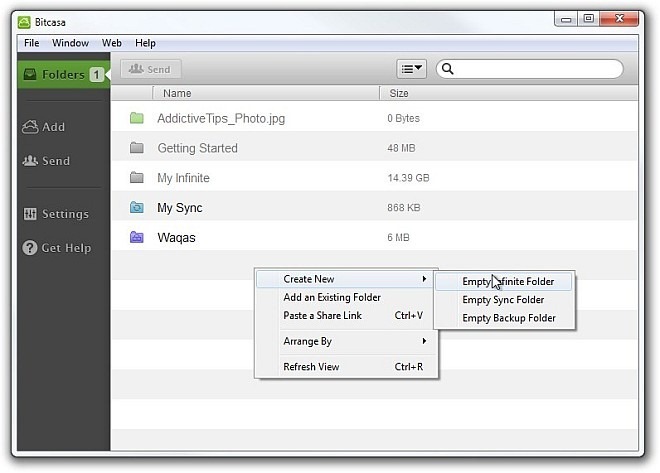 Bitcasa
File Window Web Help
Folders 1
Send
Name Size
AddictiveTips_Photo.jpg 0 Bytes
Getting Started 48 MB
My Infinite 14.39 GB
My Sync 868 KB
Waqas 6 MB
Add
Send
Settings
Get Help
Create New
Add an Existing Folder
Paste a Share Link Ctrl+V
Arrange By
Refresh View Ctrl+R
Empty Infinite Folder
Empty Sync Folder
Empty Backup Folder